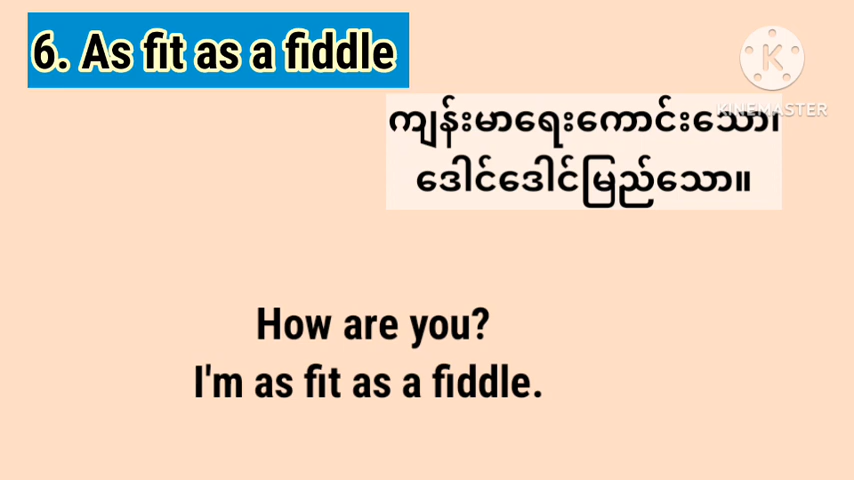 6. As fit as a fiddle
K
KINEMASTER
ကျန်းမာရေးကောင်းသော၊
ဒေါင်ဒေါင်မြည်သော။
How are you?
I'm as fit as a fiddle.